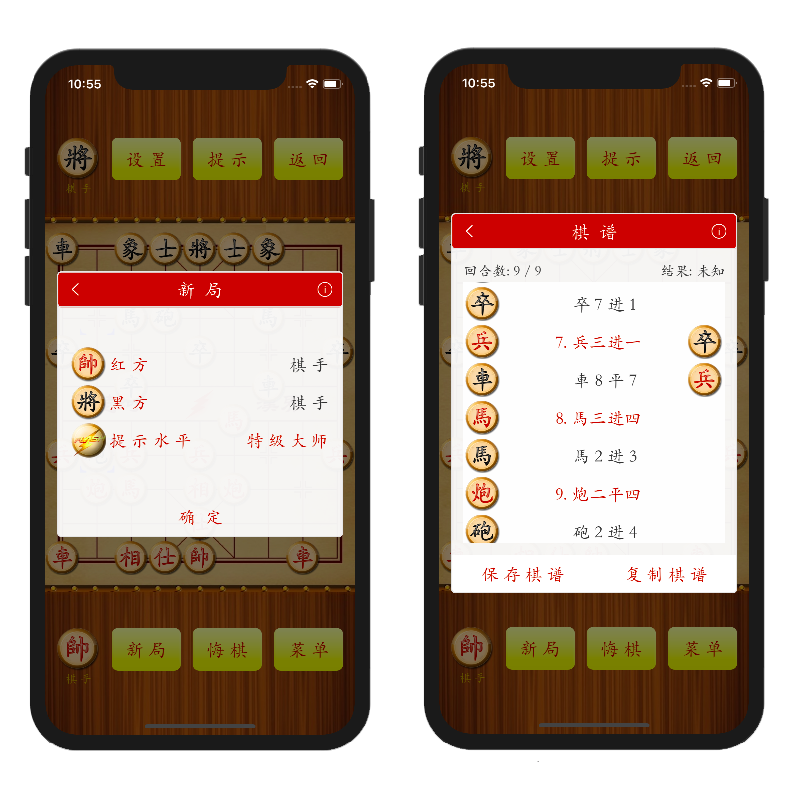 10:55
將
设置
提示
返回
棋手
車 象 士 將 士 象
新局
帥 红方 棋手
將 黑方 棋手
提示水平 特级大师
确定
車 相 仕 帥 車
帥
新局
悔棋
菜单
棋手
10:55
將
设置
提示
返回
棋手
棋谱
回合数: 9 / 9 结果: 未知
卒 卒 7 进 1
兵 7. 兵三进一 卒
車 車 8 平 7 兵
馬 8. 馬三进四
馬 馬 2 进 3
炮 9. 炮二平四
砲 砲 2 进 4
保存棋谱 复制棋谱
帥
新局
悔棋
菜单
棋手